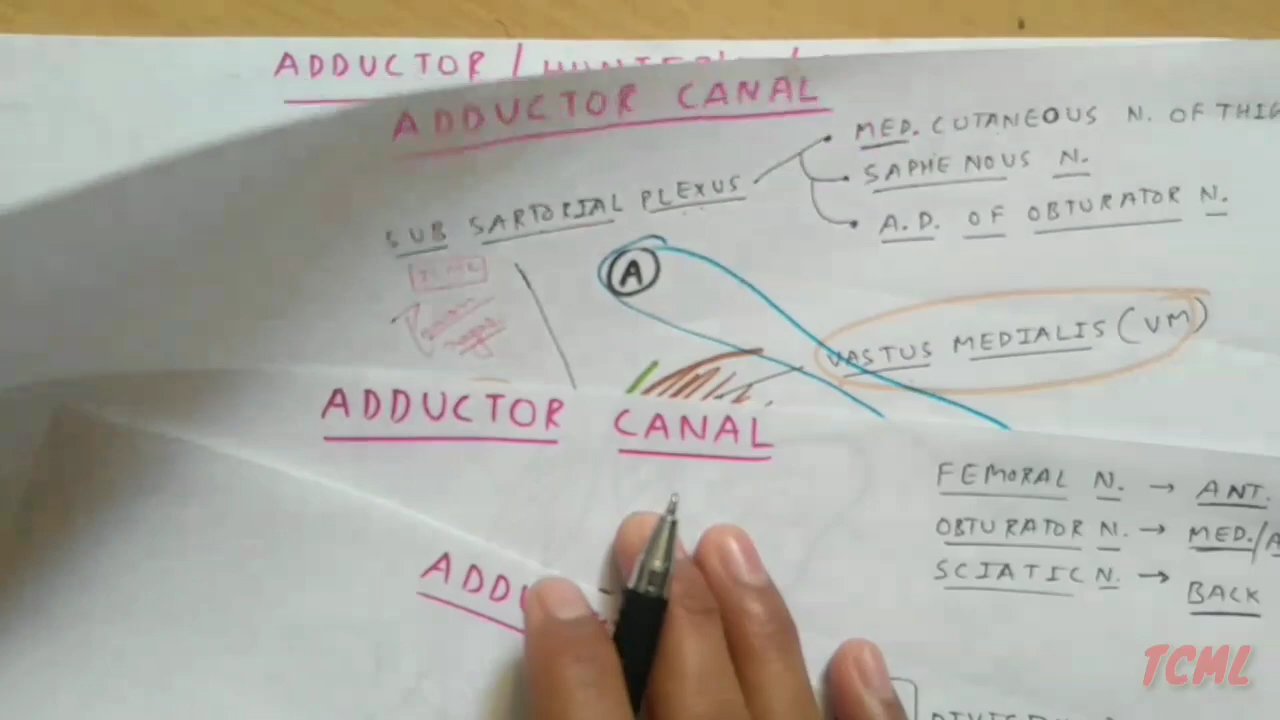 ADDUCTOR /
ADDUCTOR CANAL
SUB SARTORIAL PLEXUS
MED. CUTANEOUS N. OF THIG
SAPHENOUS N.
A.D. OF OBTURATOR N.
A
VASTUS MEDIALIS (VM)
ADDUCTOR CANAL
FEMORAL N. → ANT.
OBTURATOR N. → MED./A
SCIATIC N. → BACK
ADDU
TCML